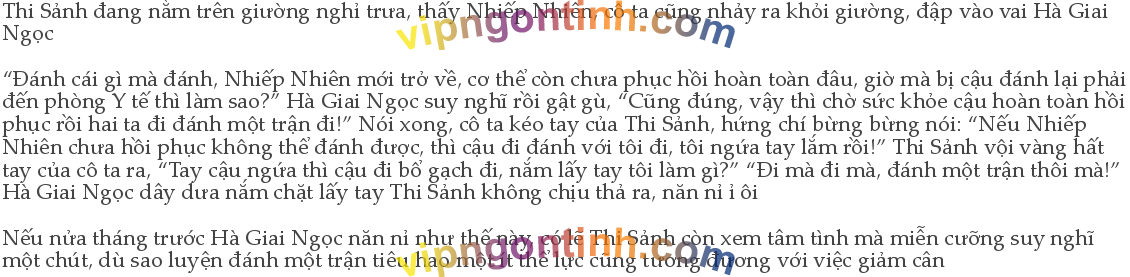 Thi Sảnh đang nằm trên giường nghỉ trưa, thấy Nhiếp Nhiên, cô ta cũng nhảy ra khỏi giường, đập vào vai Hà Giai
Ngọc
vipngontinh.com
“Đánh cái gì mà đánh, Nhiếp Nhiên mới trở về, cơ thể còn chưa phục hồi hoàn toàn đâu, giờ mà bị cậu đánh lại phải
đến phòng Y tế thì làm sao?” Hà Giai Ngọc suy nghĩ rồi gật gù, “Cũng đúng, vậy thì chờ sức khỏe cậu hoàn toàn hồi
phục rồi hai ta đi đánh một trận đi!” Nói xong, cô ta kéo tay của Thi Sảnh, hứng chí bừng bừng nói: “Nếu Nhiếp
Nhiên chưa hồi phục không thể đánh được, thì cậu đi đánh với tôi đi, tôi ngứa tay lắm rồi!” Thi Sảnh vội vàng hất
tay của cô ta ra, “Tay cậu ngứa thì cậu đi bổ gạch đi, nắm lấy tay tôi làm gì?” “Đi mà đi mà, đánh một trận thôi mà!”
Hà Giai Ngọc dây dưa nắm chặt lấy tay Thi Sảnh không chịu thả ra, năn nỉ ỉ ôi
Nếu nửa tháng trước Hà Giai Ngọc năn nỉ như thế này, có lẽ Thi Sảnh còn xem tâm tình mà miễn cưỡng suy nghĩ
một chút, dù sao luyện đánh một trận tiêu hao một ít thể lực cũng tương đương với việc giảm cân
vipngontinh.com